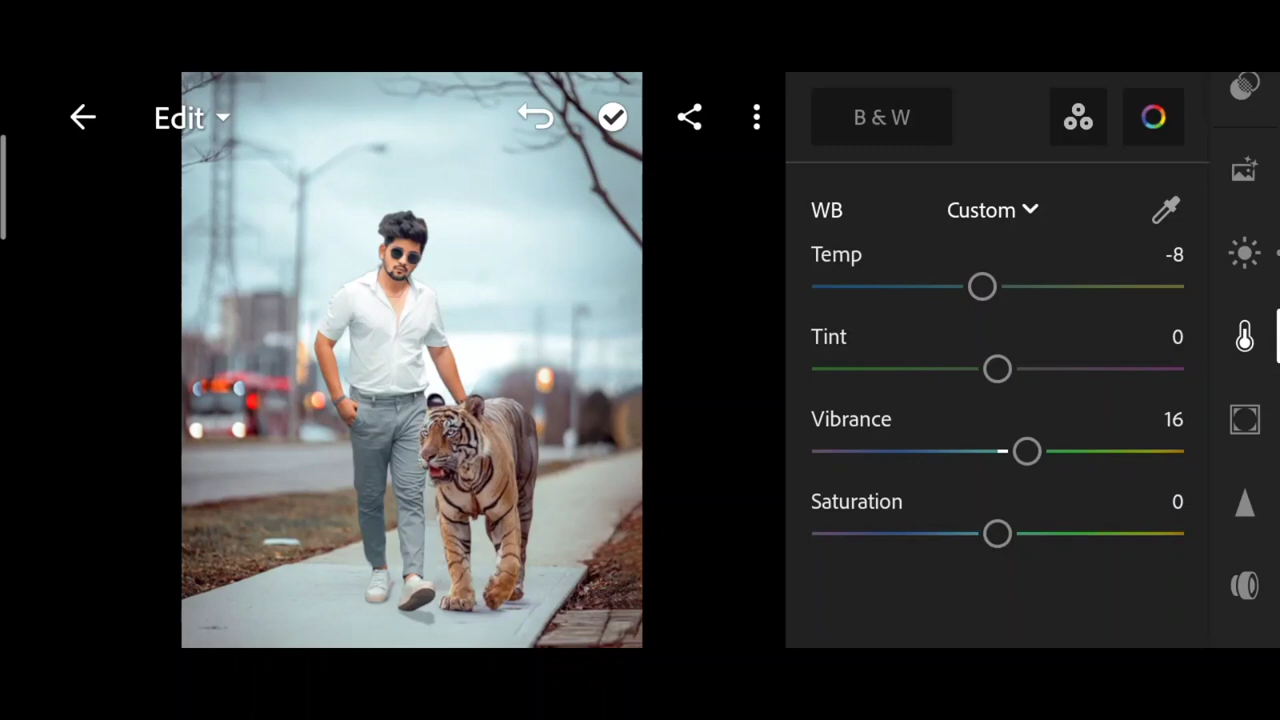 Edit
B & W
WB Custom
Temp -8
Tint 0
Vibrance 16
Saturation 0